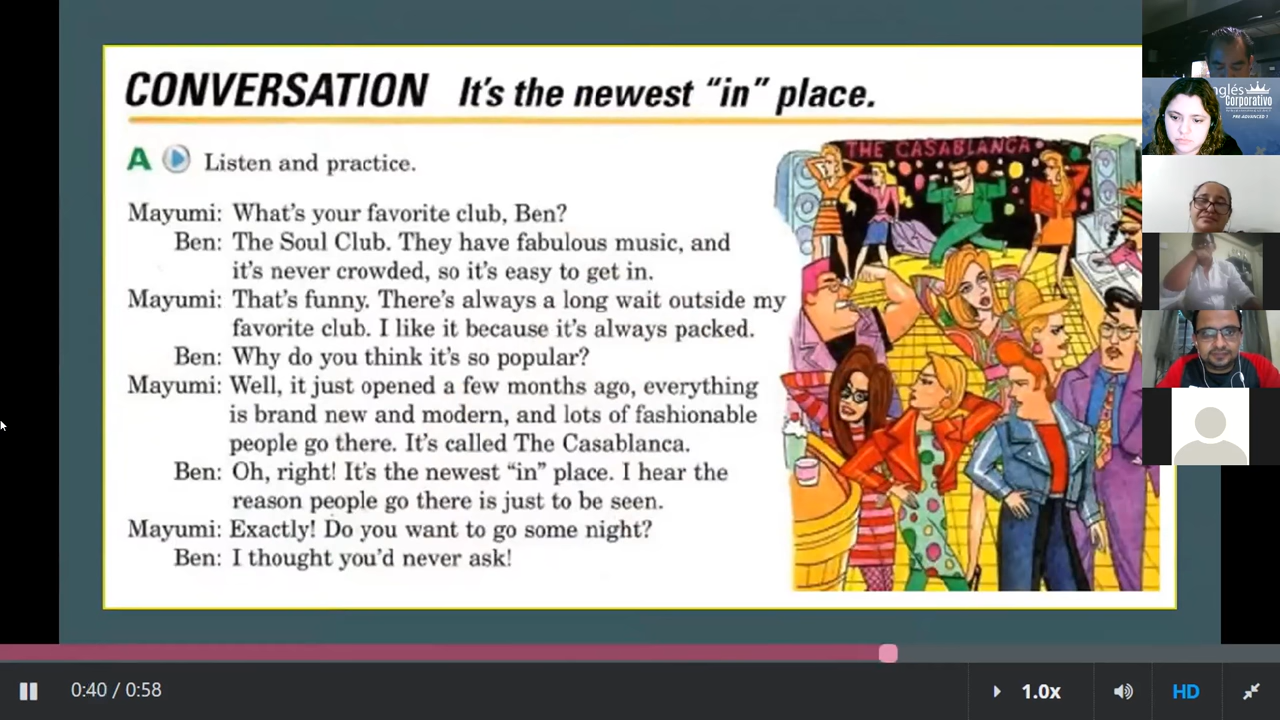 CONVERSATION It's the newest “in” place.
A Listen and practice.
Mayumi: What's your favorite club, Ben?
Ben: The Soul Club. They have fabulous music, and
it's never crowded, so it's easy to get in.
Mayumi: That's funny. There's always a long wait outside my
favorite club. I like it because it's always packed.
Ben: Why do you think it's so popular?
Mayumi: Well, it just opened a few months ago, everything
is brand new and modern, and lots of fashionable
people go there. It's called The Casablanca.
Ben: Oh, right! It's the newest “in” place. I hear the
reason people go there is just to be seen.
Mayumi: Exactly! Do you want to go some night?
Ben: I thought you'd never ask!
THE CASABLANCA
nglés
Corporativo
PRE-ADVANCED I
0:40 / 0:58
1.0x
HD